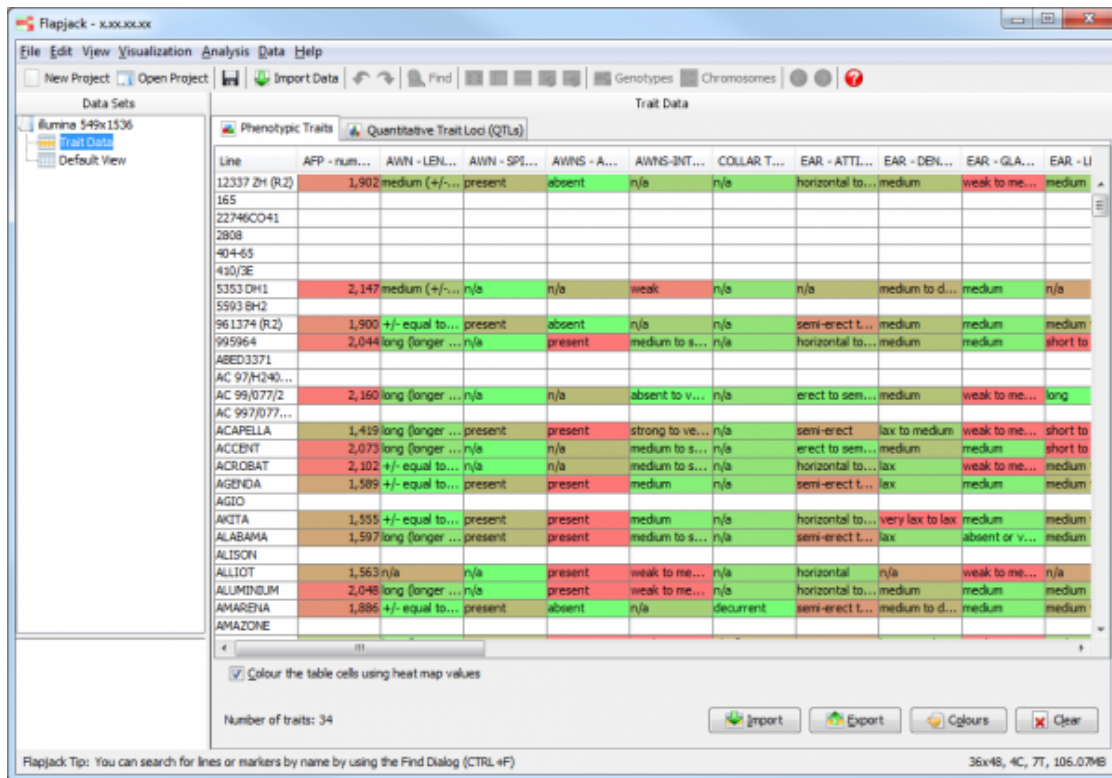 Flapjack - x.xx.xx.xx
File Edit View Visualization Analysis Data Help
New Project Open Project Import Data Find Genotypes Chromosomes
Data Sets
Trait Data
illumina 549x1536
Trait Data
Default View
Phenotypic Traits Quantitative Trait Loci (QTLs)
Line AFP - num... AWN - LEN... AWN - SPI... AWNS - A... AWNS-INT... COLLAR T... EAR - ATTI... EAR - DEN... EAR - GLA... EAR - LI
12337 ZH (R2) 1,902 medium (+/-... present absent n/a n/a horizontal to... medium weak to me... medium
165
22746CO41
2808
404-65
410/3E
5353 DH1 2,147 medium (+/-... n/a n/a weak n/a n/a medium to d... medium n/a
5593 BH2
961374 (R2) 1,900 +/- equal to... present absent n/a n/a semi-erect t... medium medium medium
995964 2,044 long (longer ... n/a present medium to s... n/a horizontal to... medium medium short to
ABED3371
AC 97/H240...
AC 99/077/2 2,160 long (longer ... n/a n/a absent to v... n/a erect to sem... medium weak to me... long
AC 997/077...
ACAPELLA 1,419 long (longer ... present present strong to ve... n/a semi-erect lax to medium weak to me... short to
ACCENT 2,073 long (longer ... n/a n/a medium to s... n/a erect to sem... medium medium short to
ACROBAT 2,102 +/- equal to... n/a n/a medium to s... n/a horizontal to... lax weak to me... medium
AGENDA 1,589 +/- equal to... present present medium n/a semi-erect t... lax medium medium
AGIO
AKITA 1,555 +/- equal to... present present medium n/a horizontal to... very lax to lax medium medium
ALABAMA 1,597 long (longer ... present present medium to s... n/a semi-erect t... lax absent or v... medium
ALISON
ALLIOT 1,563 n/a n/a present weak to me... n/a horizontal n/a weak to me... n/a
ALUMINIUM 2,048 long (longer ... n/a present weak to me... n/a horizontal to... medium medium medium
AMARENA 1,886 +/- equal to... present absent n/a decurrent semi-erect t... medium to d... medium medium
AMAZONE
Colour the table cells using heat map values
Number of traits: 34 Import Export Colours Clear
Flapjack Tip: You can search for lines or markers by name by using the Find Dialog (CTRL+F) 36x48, 4C, 7T, 106.07MB